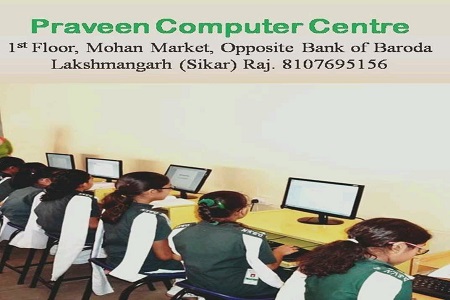 Praveen Computer Centre
1st Floor, Mohan Market, Opposite Bank of Baroda
Lakshmangarh (Sikar) Raj. 8107695156